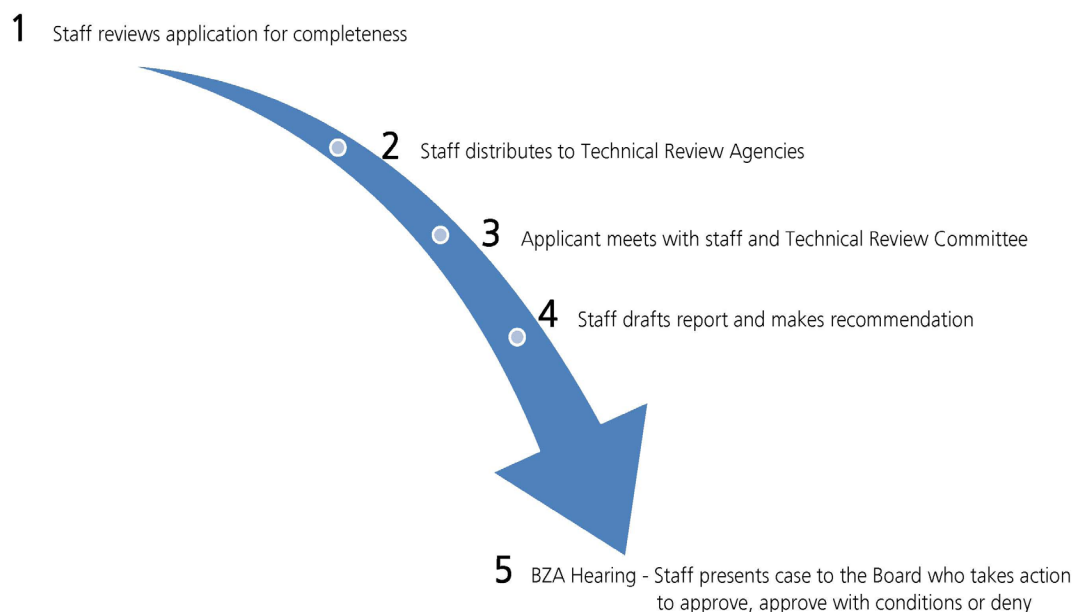 1 Staff reviews application for completeness
2 Staff distributes to Technical Review Agencies
3 Applicant meets with staff and Technical Review Committee
4 Staff drafts report and makes recommendation
5 BZA Hearing - Staff presents case to the Board who takes action
to approve, approve with conditions or deny